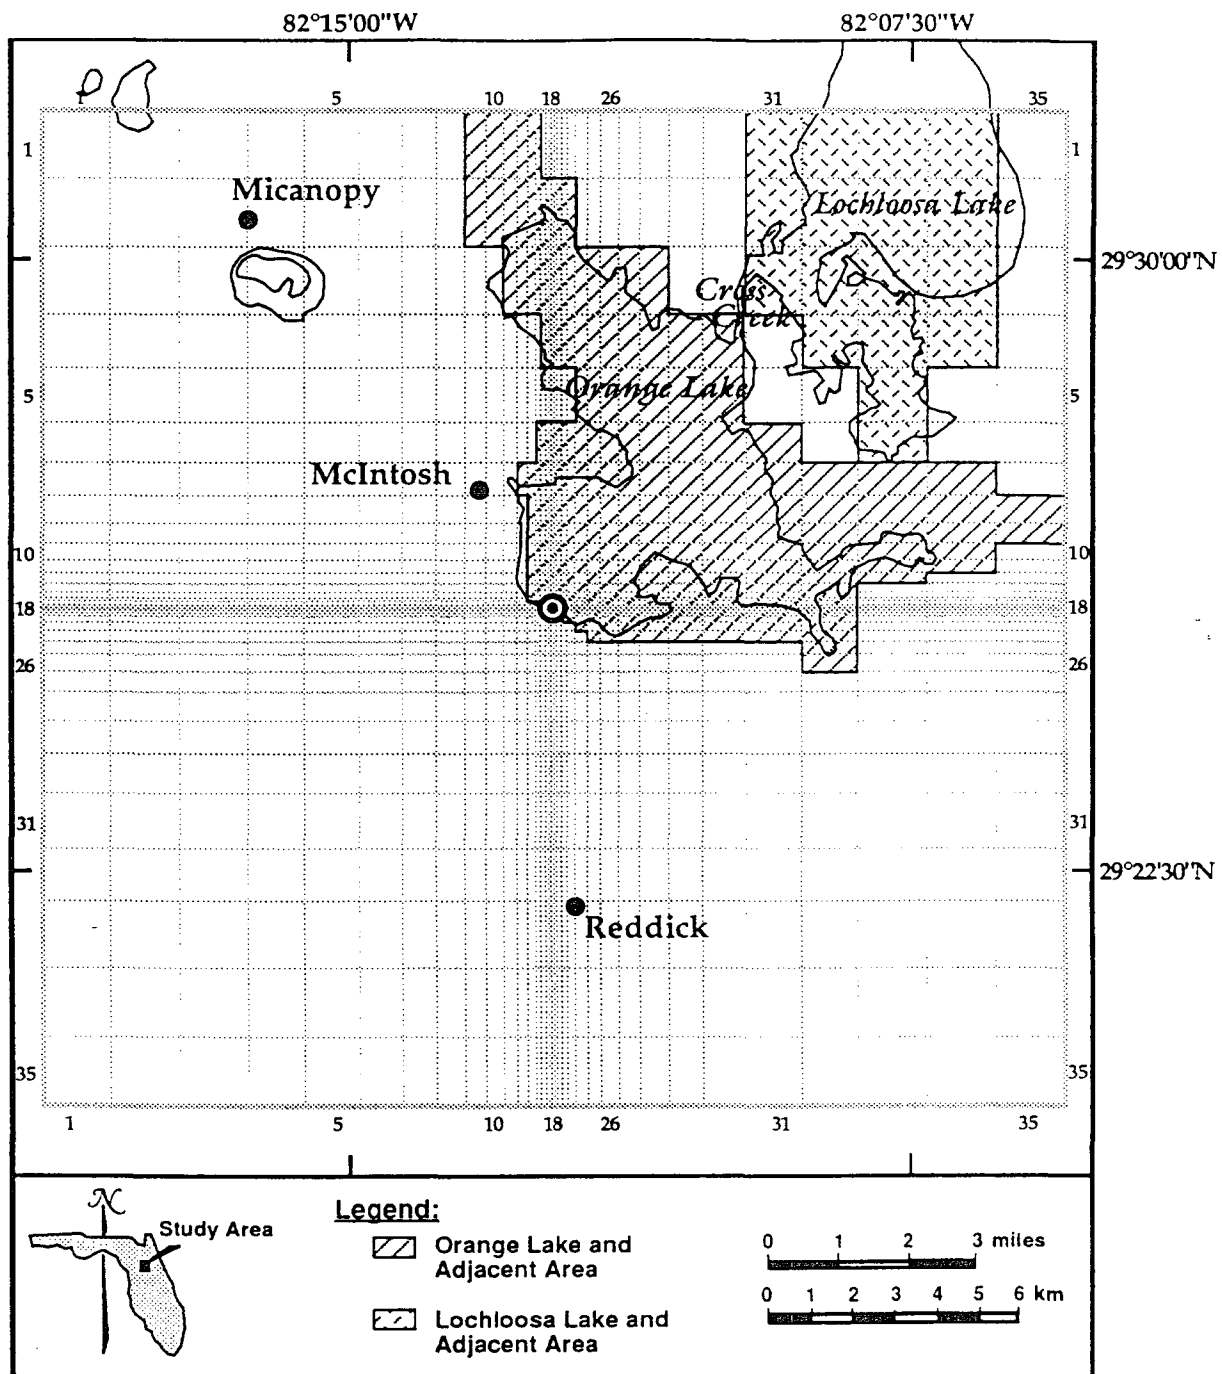 82°15'00"W 82°07'30"W
1 5 10 18 26 31 35
1 1
Micanopy
Lochloosa Lake
29°30'00"N
Cross
Creek
Orange Lake
5 5
McIntosh
10 10
18 18
26 26
31 31
29°22'30"N
Reddick
35 35
1 5 10 18 26 31 35
N
Study Area
Legend:
Orange Lake and
Adjacent Area
Lochloosa Lake and
Adjacent Area
0 1 2 3 miles
0 1 2 3 4 5 6 km